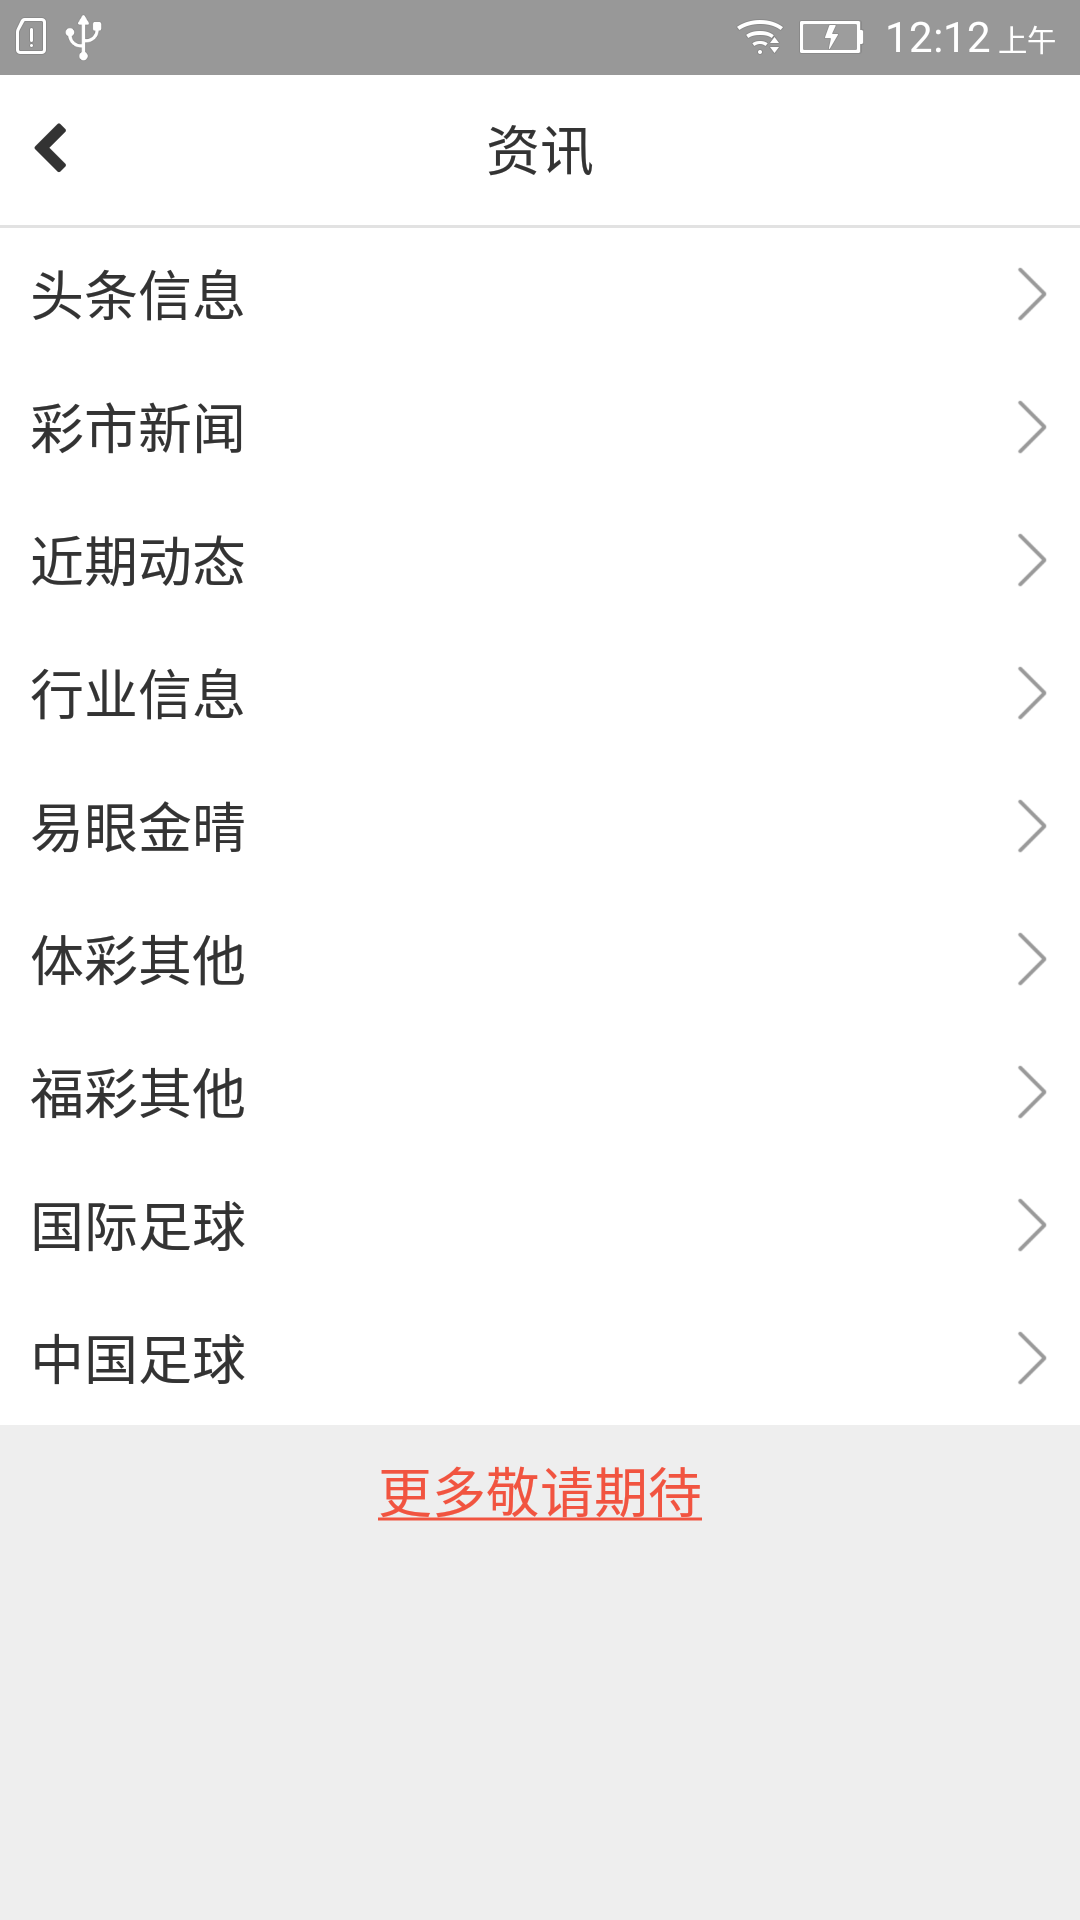 12:12 上午
资讯
头条信息
彩市新闻
近期动态
行业信息
易眼金晴
体彩其他
福彩其他
国际足球
中国足球
更多敬请期待